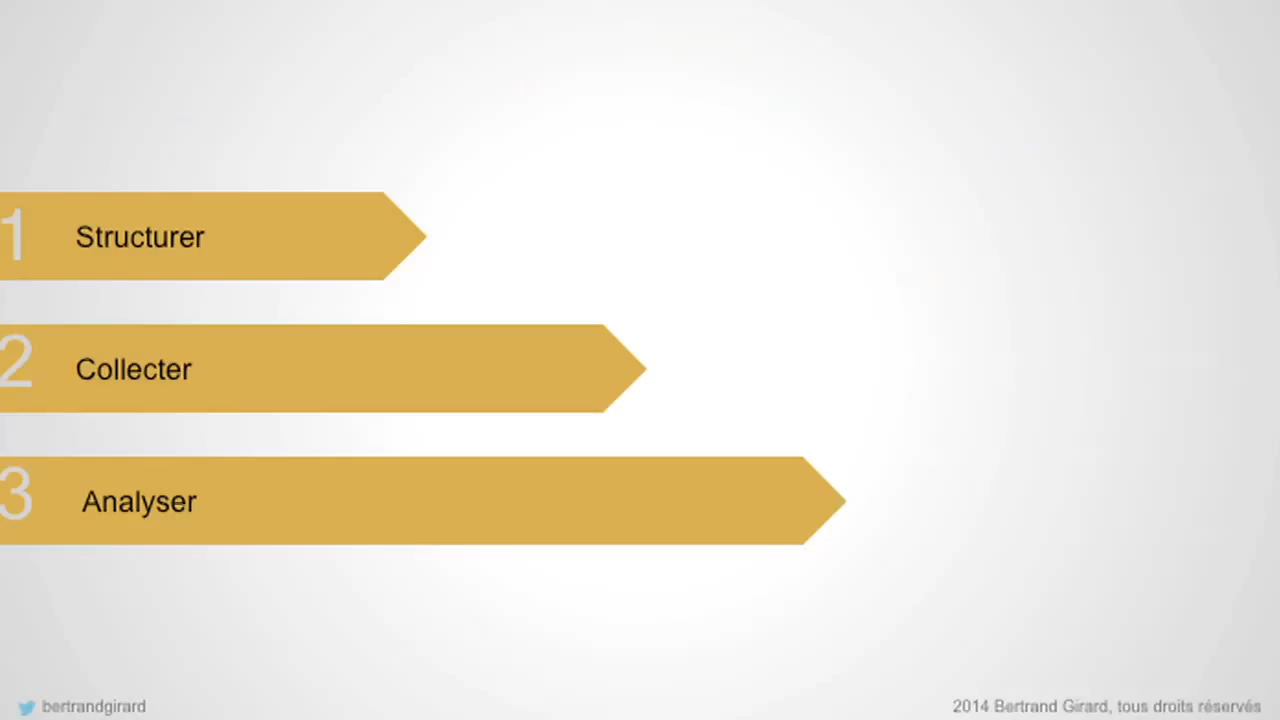 1 Structurer
2 Collecter
3 Analyser
bertrandgirard
2014 Bertrand Girard, tous droits réservés